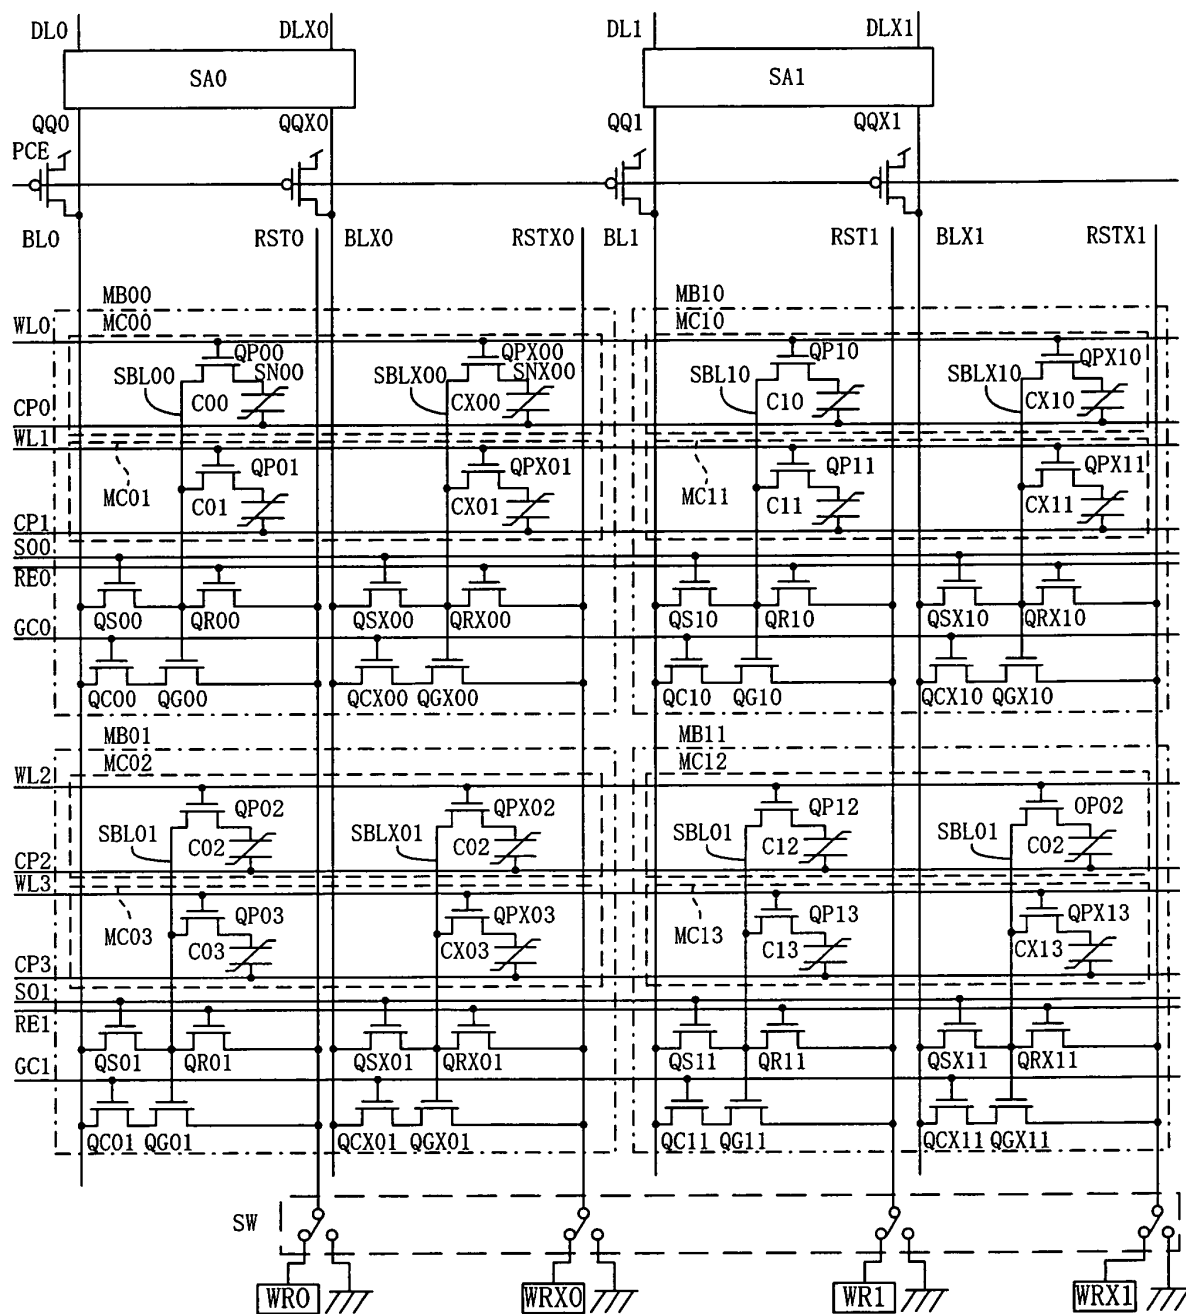 DL0 DLX0 DL1 DLX1
SA0 SA1
QQ0 QQX0 QQ1 QQX1
PCE
BL0 RST0 BLX0 RSTX0 BL1 RST1 BLX1 RSTX1
MB00 MB10
WL0 MC00 MC10
QP00 QPX00 QP10 QPX10
SBL00 SN00 SBLX00 SNX00 SBL10 SBLX10
CP0 C00 CX00 C10 CX10
WL1
QP01 QPX01 QP11 QPX11
MC01 C01 CX01 MC11 C11 CX11
CP1
S00
RE0
QS00 QR00 QSX00 QRX00 QS10 QR10 QSX10 QRX10
GC0
QC00 QG00 QCX00 QGX00 QC10 QG10 QCX10 QGX10
MB01 MB11
WL2 MC02 MC12
QP02 QPX02 QP12 OP02
SBL01 C02 SBLX01 C02 SBL01 C12 SBL01 C02
CP2
WL3
QP03 QPX03 QP13 QPX13
MC03 C03 CX03 MC13 C13 CX13
CP3
S01
RE1
QS01 QR01 QSX01 QRX01 QS11 QR11 QSX11 QRX11
GC1
QC01 QG01 QCX01 QGX01 QC11 QG11 QCX11 QGX11
SW
WR0 WRX0 WR1 WRX1